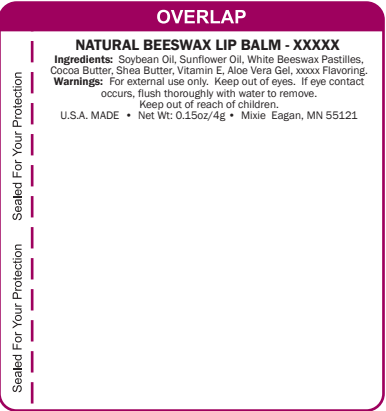 OVERLAP
NATURAL BEESWAX LIP BALM - XXXXX
Ingredients: Soybean Oil, Sunflower Oil, White Beeswax Pastilles,
Cocoa Butter, Shea Butter, Vitamin E, Aloe Vera Gel, xxxxx Flavoring.
Warnings: For external use only. Keep out of eyes. If eye contact
occurs, flush thoroughly with water to remove.
Keep out of reach of children.
U.S.A. MADE • Net Wt: 0.15oz/4g • Mixie Eagan, MN 55121
Sealed For Your Protection
Sealed For Your Protection